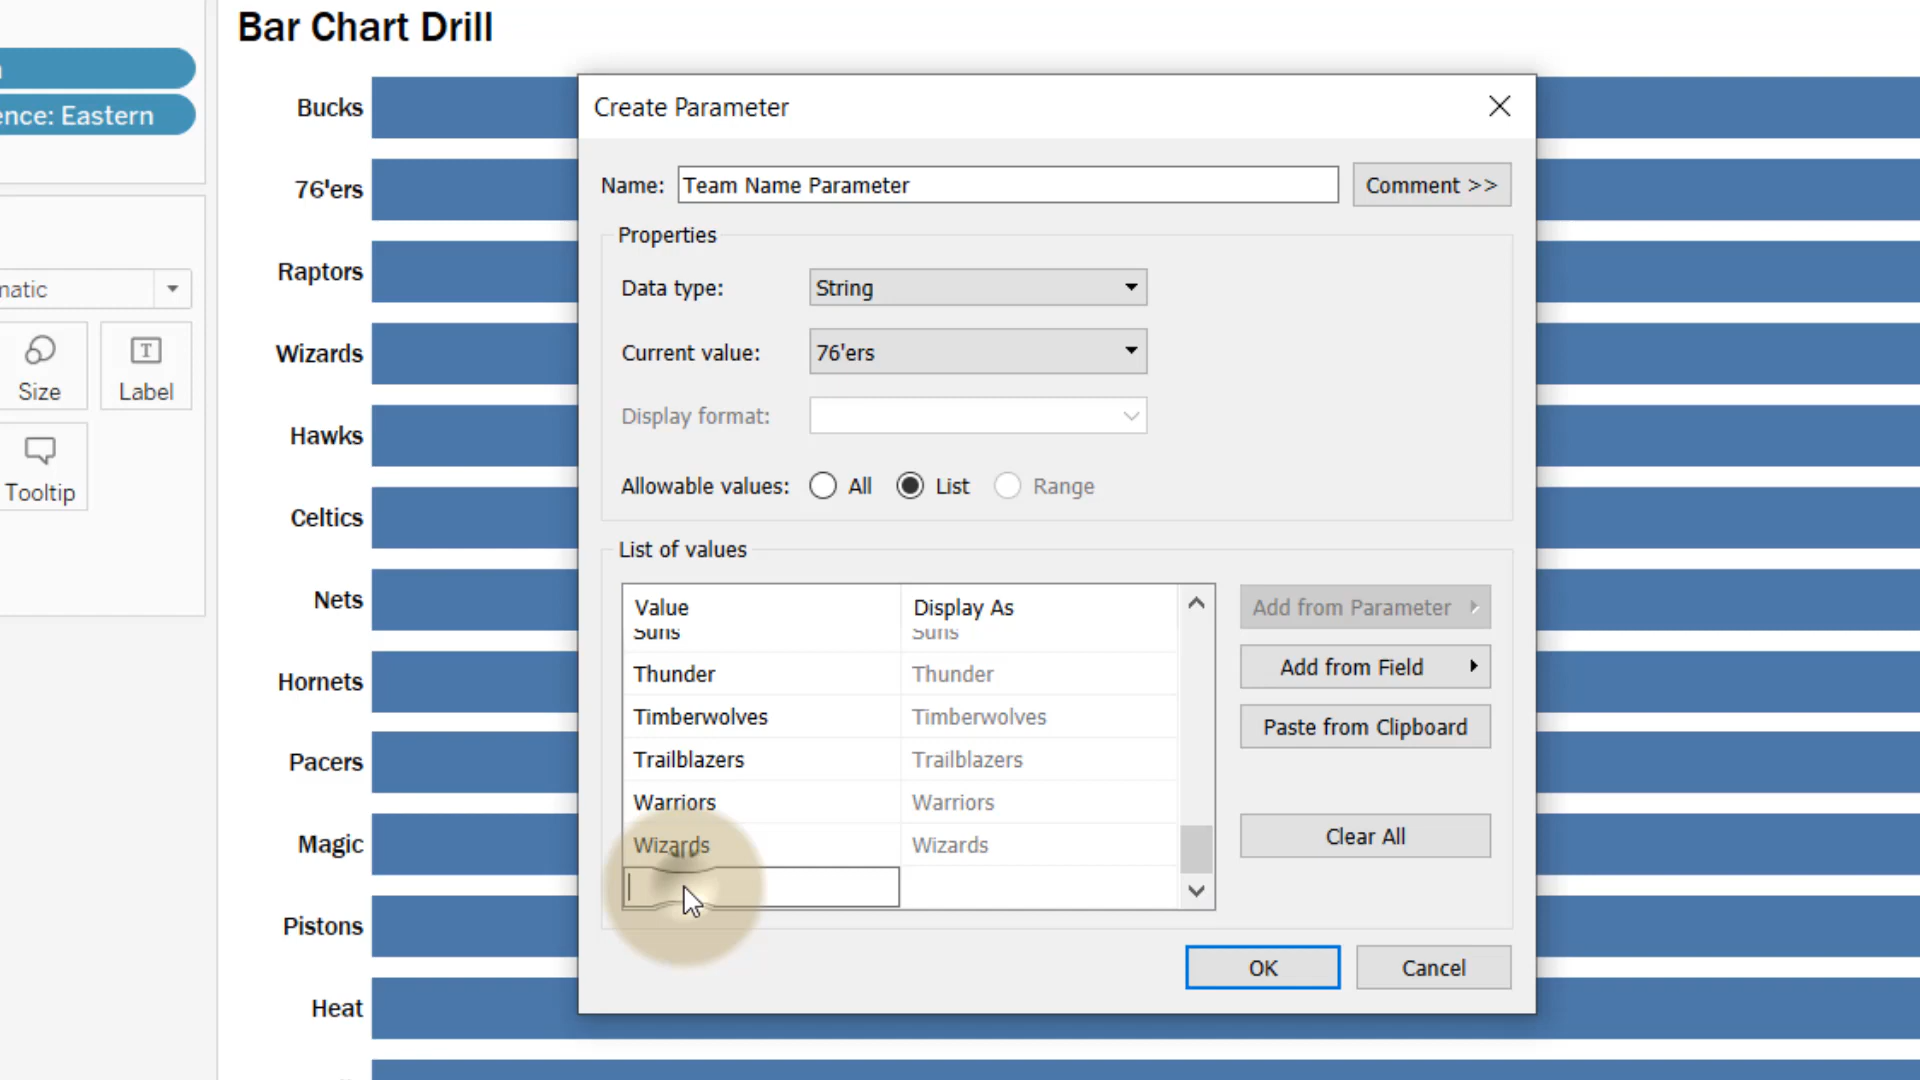 Bar Chart Drill
ence: Eastern
Bucks
76'ers
Raptors
Wizards
Hawks
Celtics
Nets
Hornets
Pacers
Magic
Pistons
Heat
matic
Size
Label
Tooltip
Create Parameter
Name: Team Name Parameter Comment >>
Properties
Data type: String
Current value: 76'ers
Display format:
Allowable values: All List Range
List of values
Value Display As
Suns Suns
Thunder Thunder
Timberwolves Timberwolves
Trailblazers Trailblazers
Warriors Warriors
Wizards Wizards
Add from Parameter
Add from Field
Paste from Clipboard
Clear All
OK Cancel